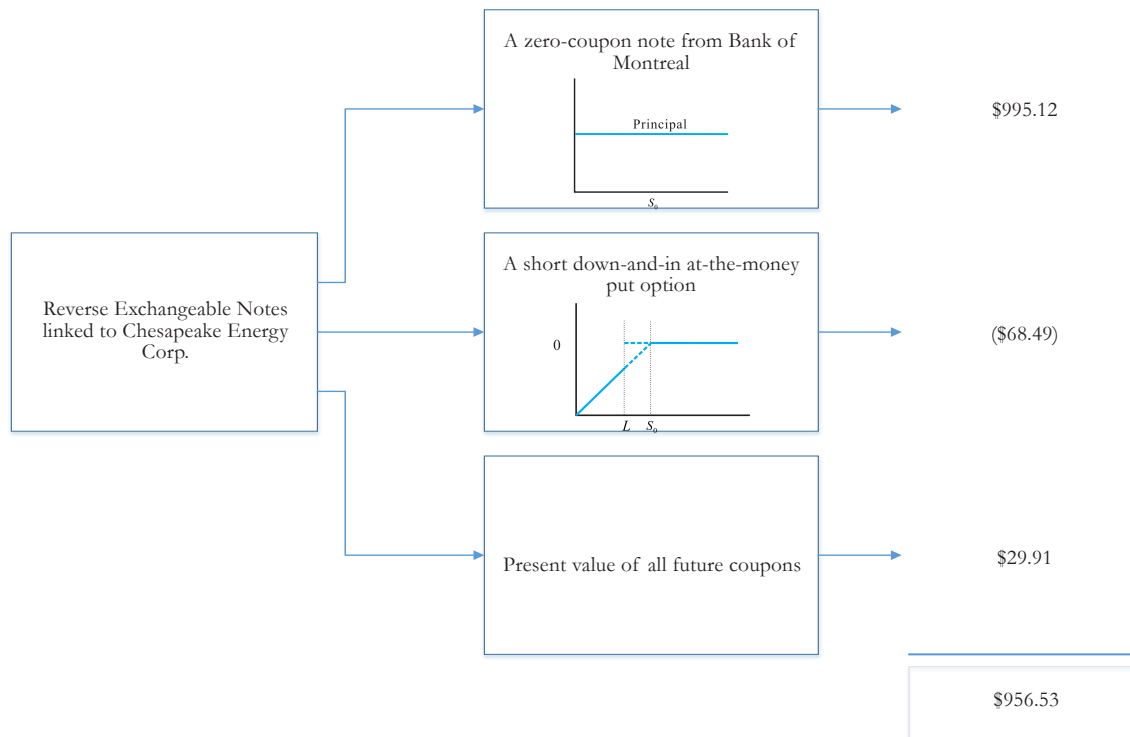 A zero-coupon note from Bank of
Montreal
Principal
S₀
$995.12
Reverse Exchangeable Notes
linked to Chesapeake Energy
Corp.
A short down-and-in at-the-money
put option
0
L S₀
($68.49)
Present value of all future coupons
$29.91
$956.53